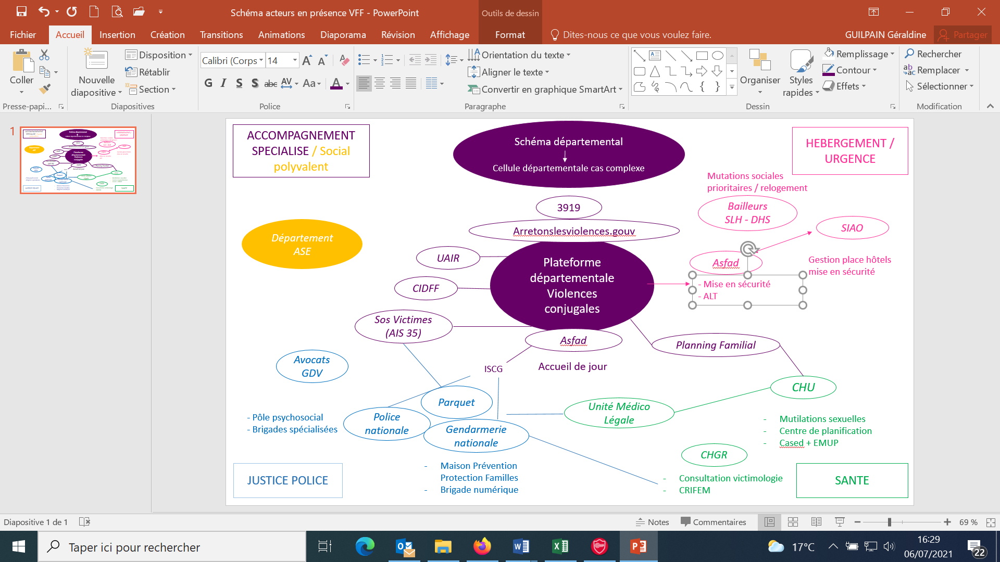 Schéma acteurs en présence VFF - PowerPoint
Outils de dessin
Fichier
Accueil
Insertion
Création
Transitions
Animations
Diaporama
Révision
Affichage
Format
Dites-nous ce que vous voulez faire.
GUILPAIN Géraldine
Partager
Coller
Nouvelle
diapositive
Disposition
Rétablir
Section
Calibri (Corps
14
G I S S abc AV Aa A
Orientation du texte
Aligner le texte
Convertir en graphique SmartArt
Organiser
Styles
rapides
Remplissage
Contour
Effets
Rechercher
Remplacer
Sélectionner
Presse-papi...
Diapositives
Police
Paragraphe
Dessin
Modification
1
ACCOMPAGNEMENT
SPECIALISE / Social
polyvalent
Schéma départemental
Cellule départementale cas complexe
HEBERGEMENT /
URGENCE
Mutations sociales
prioritaires / relogement
Bailleurs
SLH - DHS
SIAO
3919
Arretonslesviolences.gouv
Département
ASE
UAIR
CIDFF
Plateforme
départementale
Violences
conjugales
Asfad
Gestion place hôtels
mise en sécurité
- Mise en sécurité
- ALT
Sos Victimes
(AIS 35)
Asfad
Planning Familial
Avocats
GDV
ISCG
Accueil de jour
CHU
Parquet
Unité Médico
Légale
- Pôle psychosocial
- Brigades spécialisées
Police
nationale
Gendarmerie
nationale
- Mutilations sexuelles
- Centre de planification
- Cased + EMUP
CHGR
- Maison Prévention
Protection Familles
- Brigade numérique
- Consultation victimologie
- CRIFEM
JUSTICE POLICE
SANTE
Diapositive 1 de 1
Notes
Commentaires
69 %
Taper ici pour rechercher
17°C
16:29
06/07/2021
22